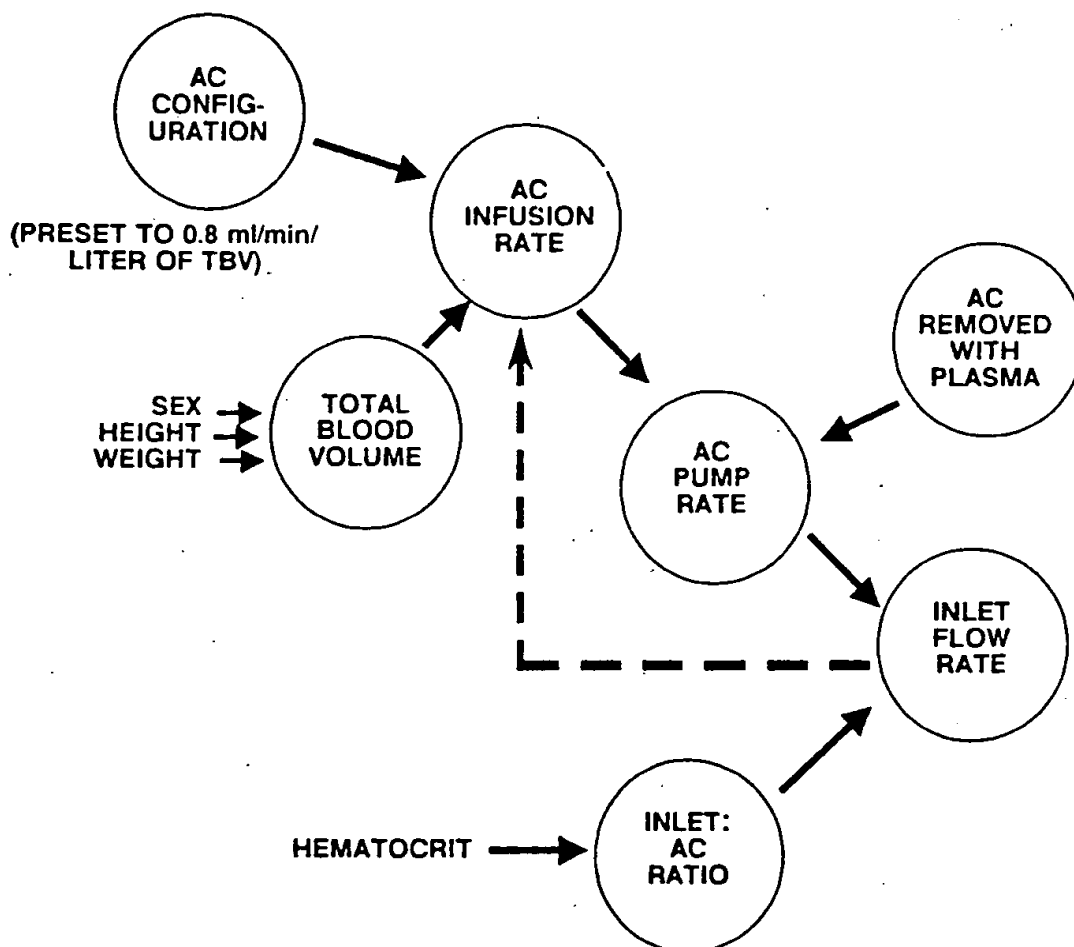 AC
CONFIG-
URATION
(PRESET TO 0.8 ml/min/
LITER OF TBV)
AC
INFUSION
RATE
AC
REMOVED
WITH
PLASMA
SEX
HEIGHT
WEIGHT
TOTAL
BLOOD
VOLUME
AC
PUMP
RATE
INLET
FLOW
RATE
HEMATOCRIT
INLET:
AC
RATIO